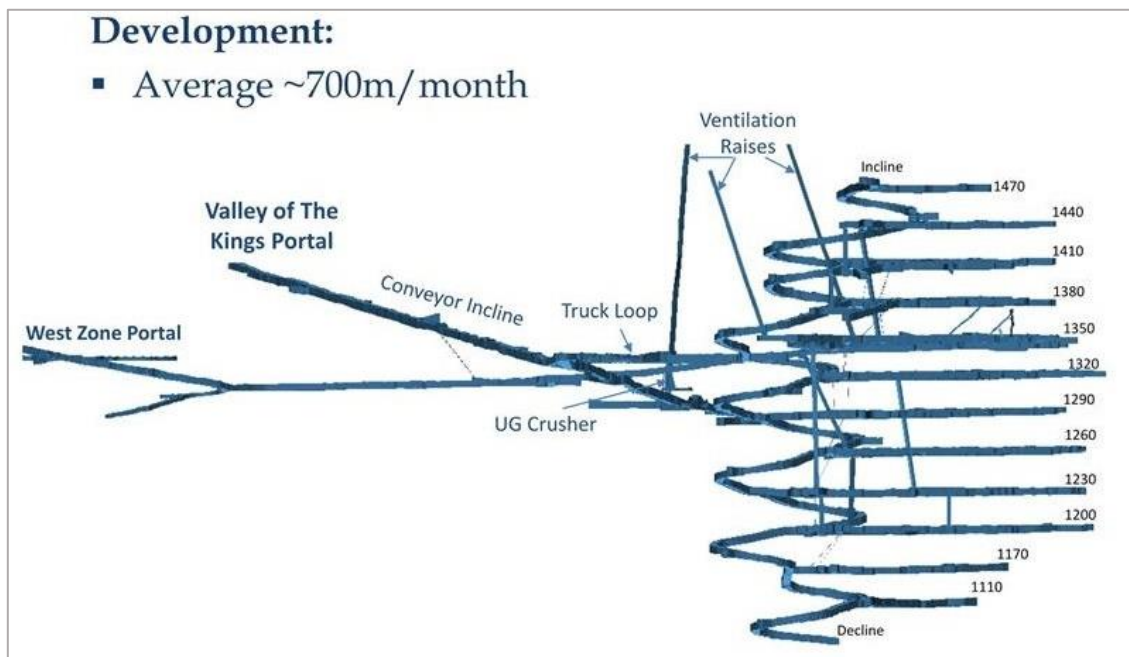 Development:
▪ Average ~700m/month
Ventilation
Raises
Incline
1470
Valley of The
Kings Portal
1440
1410
Conveyor Incline
1380
West Zone Portal
Truck Loop
1350
1320
1290
UG Crusher
1260
1230
1200
1170
1110
Decline